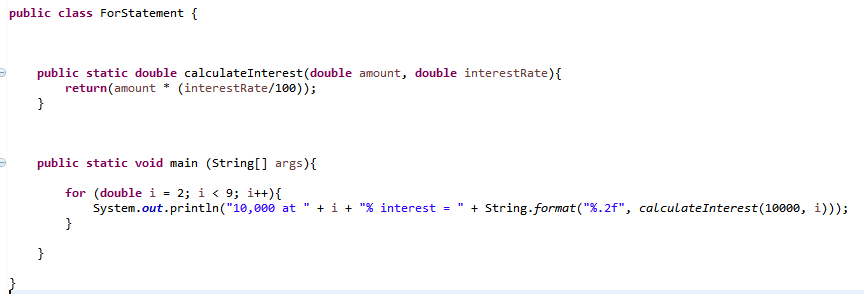 public class ForStatement {
public static double calculateInterest(double amount, double interestRate){
return(amount * (interestRate/100));
}
public static void main (String[] args){
for (double i = 2; i < 9; i++){
System.out.println("10,000 at " + i + "% interest = " + String.format("%.2f", calculateInterest(10000, i)));
}
}
}